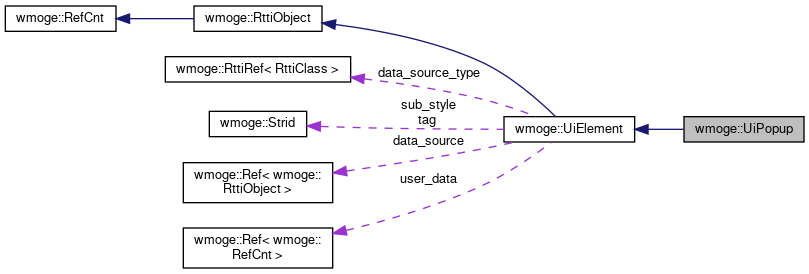 wmoge::RefCnt
wmoge::RttiObject
wmoge::RttiRef< RttiClass >
data_source_type
wmoge::Strid
sub_style
tag
wmoge::UiElement
wmoge::UiPopup
data_source
wmoge::Ref< wmoge::
RttiObject >
user_data
wmoge::Ref< wmoge::
RefCnt >